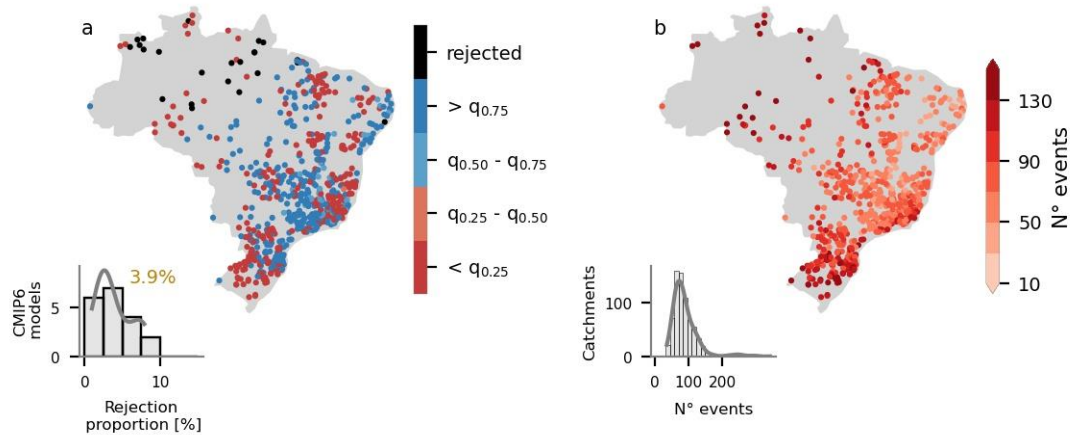 a
rejected
> q0.75
q0.50 - q0.75
q0.25 - q0.50
< q0.25
3.9%
CMIP6
models
5
0
0 10
Rejection
proportion [%]
b
130
90
50
10
N° events
Catchments
100
0
0 100 200
N° events